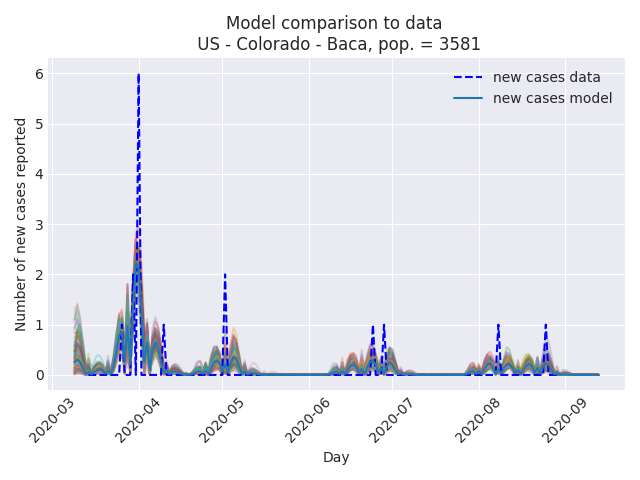 Model comparison to data
US - Colorado - Baca, pop. = 3581
new cases data
new cases model
Number of new cases reported
6
5
4
3
2
1
0
2020-03
2020-04
2020-05
2020-06
2020-07
2020-08
2020-09
Day